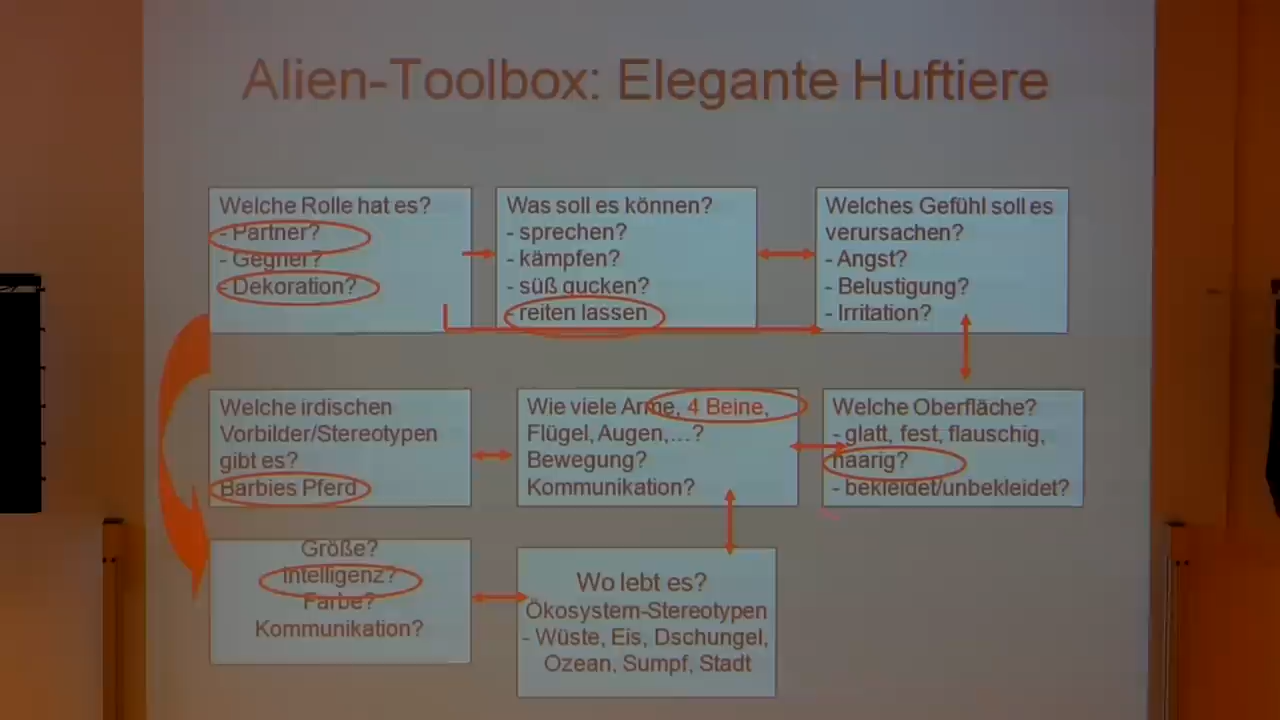 Alien-Toolbox: Elegante Huftiere
Welche Rolle hat es?
- Partner?
- Gegner?
- Dekoration?
Was soll es können?
- sprechen?
- kämpfen?
- süß gucken?
- reiten lassen
Welches Gefühl soll es
verursachen?
- Angst?
- Belustigung?
- Irritation?
Welche irdischen
Vorbilder/Stereotypen
gibt es?
Barbies Pferd
Wie viele Arme, 4 Beine,
Flügel, Augen,...?
Bewegung?
Kommunikation?
Welche Oberfläche?
- glatt, fest, flauschig,
haarig?
- bekleidet/unbekleidet?
Größe?
Intelligenz?
Farbe?
Kommunikation?
Wo lebt es?
Ökosystem-Stereotypen
- Wüste, Eis, Dschungel,
Ozean, Sumpf, Stadt